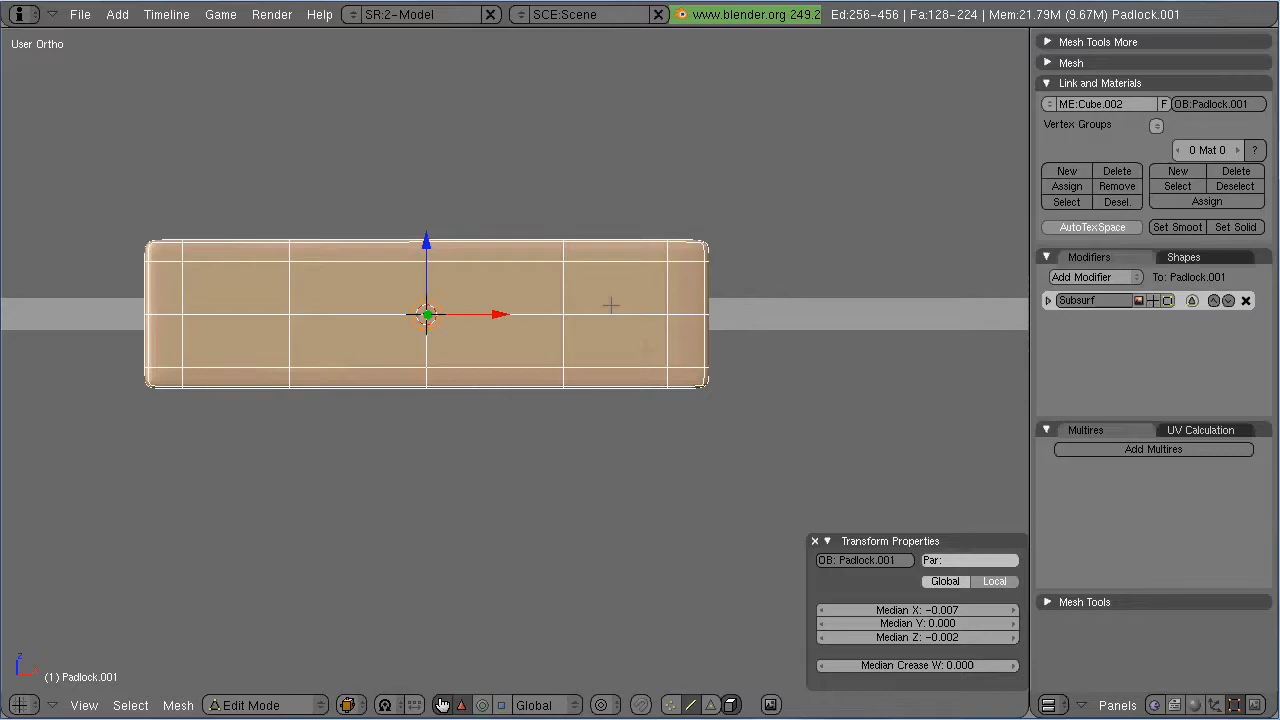 File Add Timeline Game Render Help SR:2-Model SCE:Scene www.blender.org 249.2 Ed:256-456 | Fa:128-224 | Mem:21.79M (9.67M) Padlock.001
User Ortho
Mesh Tools More
Mesh
Link and Materials
ME:Cube.002 F OB:Padlock.001
Vertex Groups
0 Mat 0 ?
New Delete New Delete
Assign Remove Select Deselect
Select Desel. Assign
AutoTexSpace Set Smoot Set Solid
Modifiers Shapes
Add Modifier To: Padlock.001
Subsurf
Multires UV Calculation
Add Multires
Transform Properties
OB: Padlock.001 Par:
Global Local
Median X: -0.007
Median Y: 0.000
Median Z: -0.002
Median Crease W: 0.000
Mesh Tools
z
x
(1) Padlock.001
View Select Mesh Edit Mode Global Panels